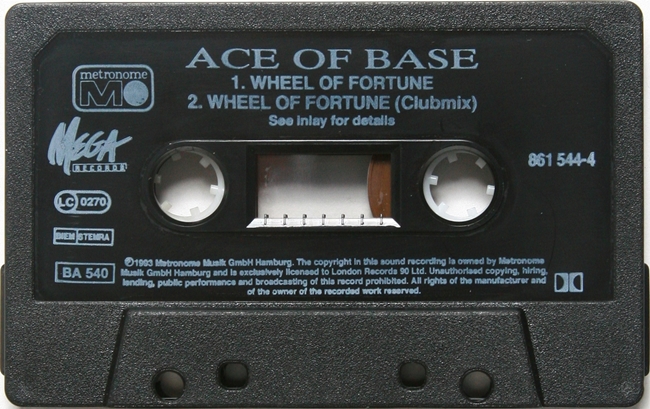 ACE OF BASE
1. WHEEL OF FORTUNE
2. WHEEL OF FORTUNE (Clubmix)
See inlay for details
metronome
M
MEGA
RECORDS
861 544-4
LC 0270
BIEM STEMRA
BA 540
℗1993 Metronome Musik GmbH Hamburg. The copyright in this sound recording is owned by Metronome
Musik GmbH Hamburg and is exclusively licensed to London Records 90 Ltd. Unauthorised copying, hiring,
lending, public performance and broadcasting of this record prohibited. All rights of the manufacturer and
of the owner of the recorded work reserved.